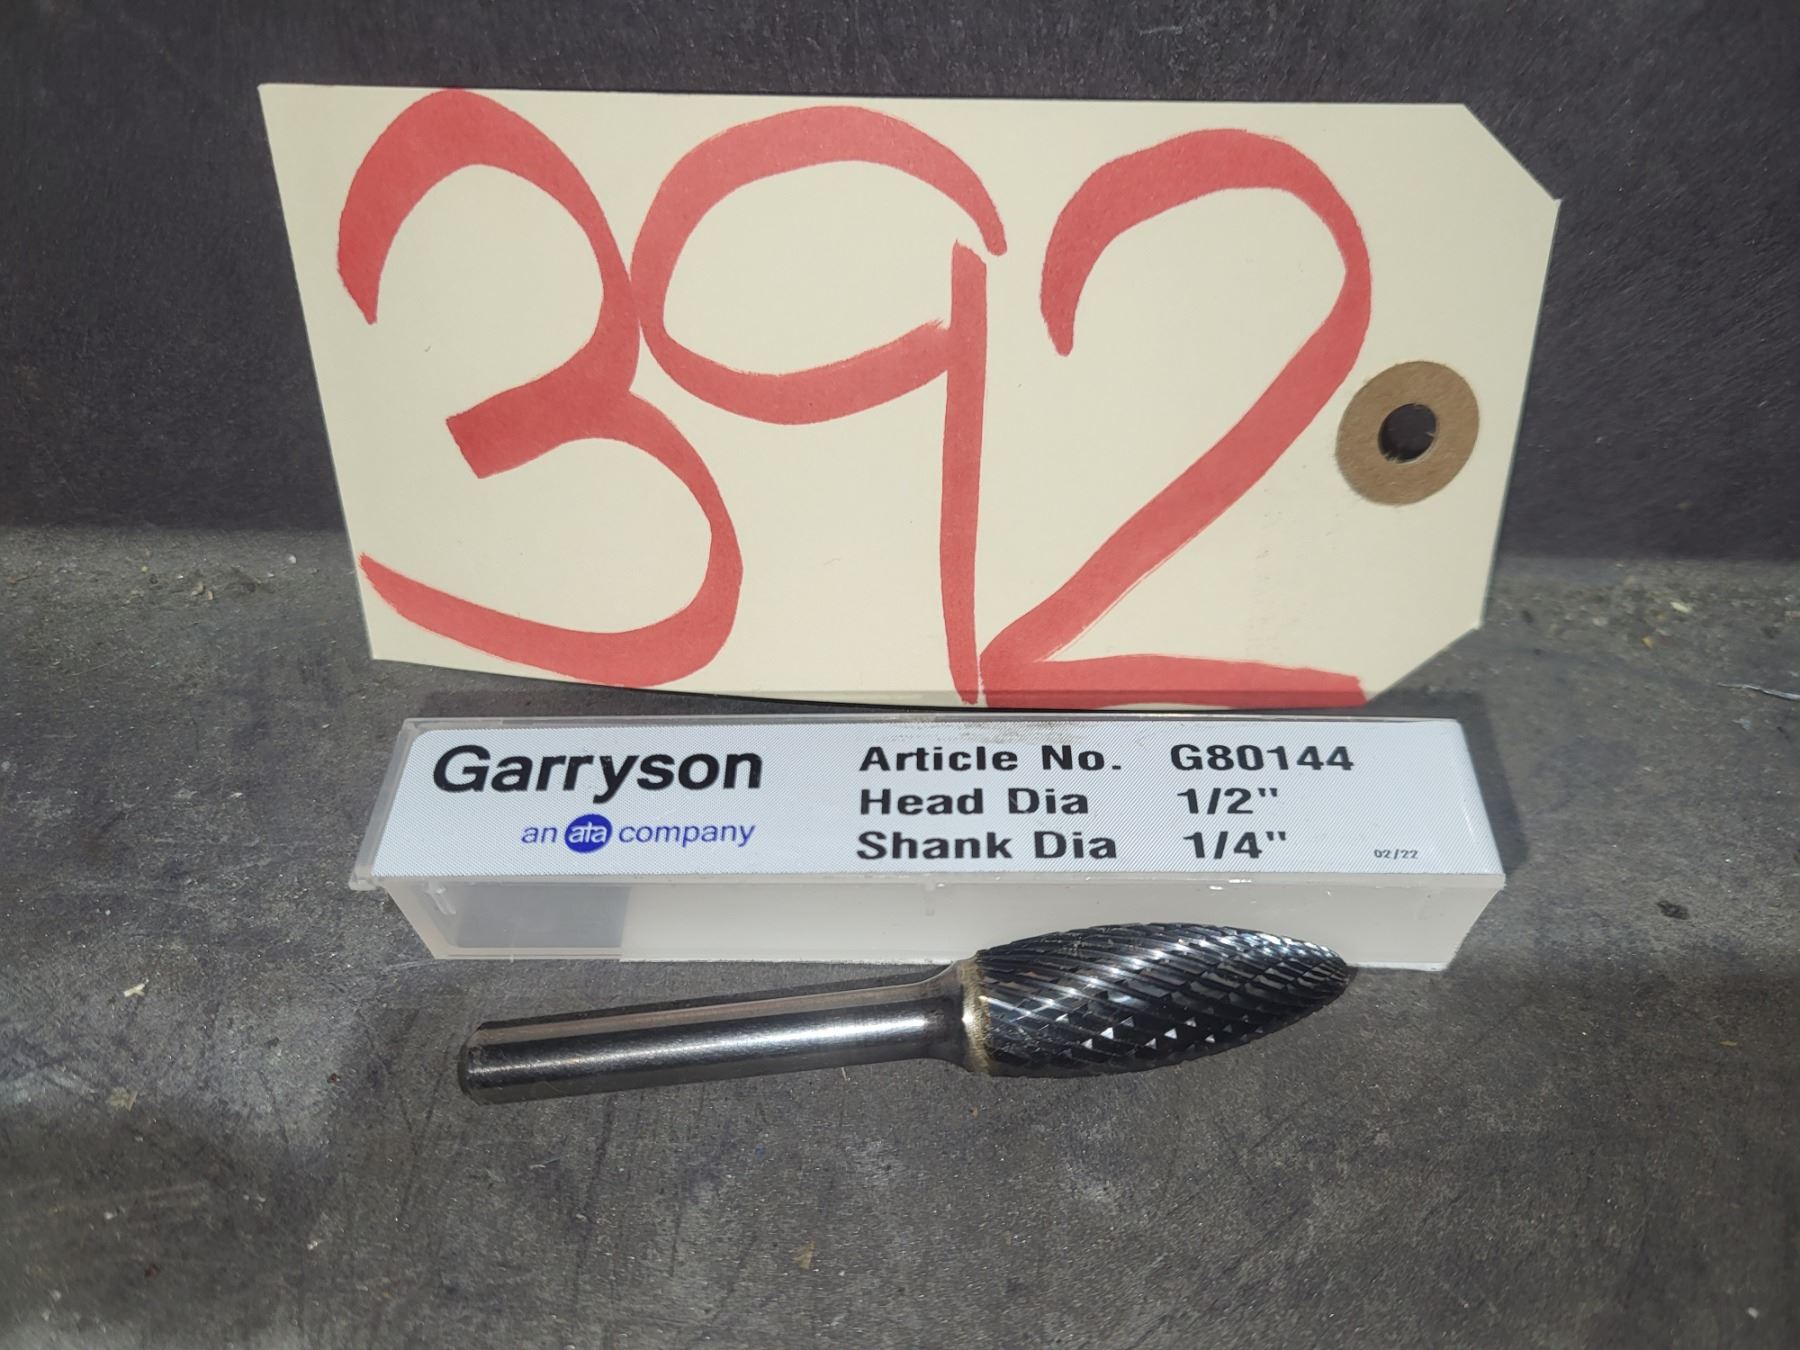 392
Garryson
an ata company
Article No. G80144
Head Dia 1/2"
Shank Dia 1/4"
02/22